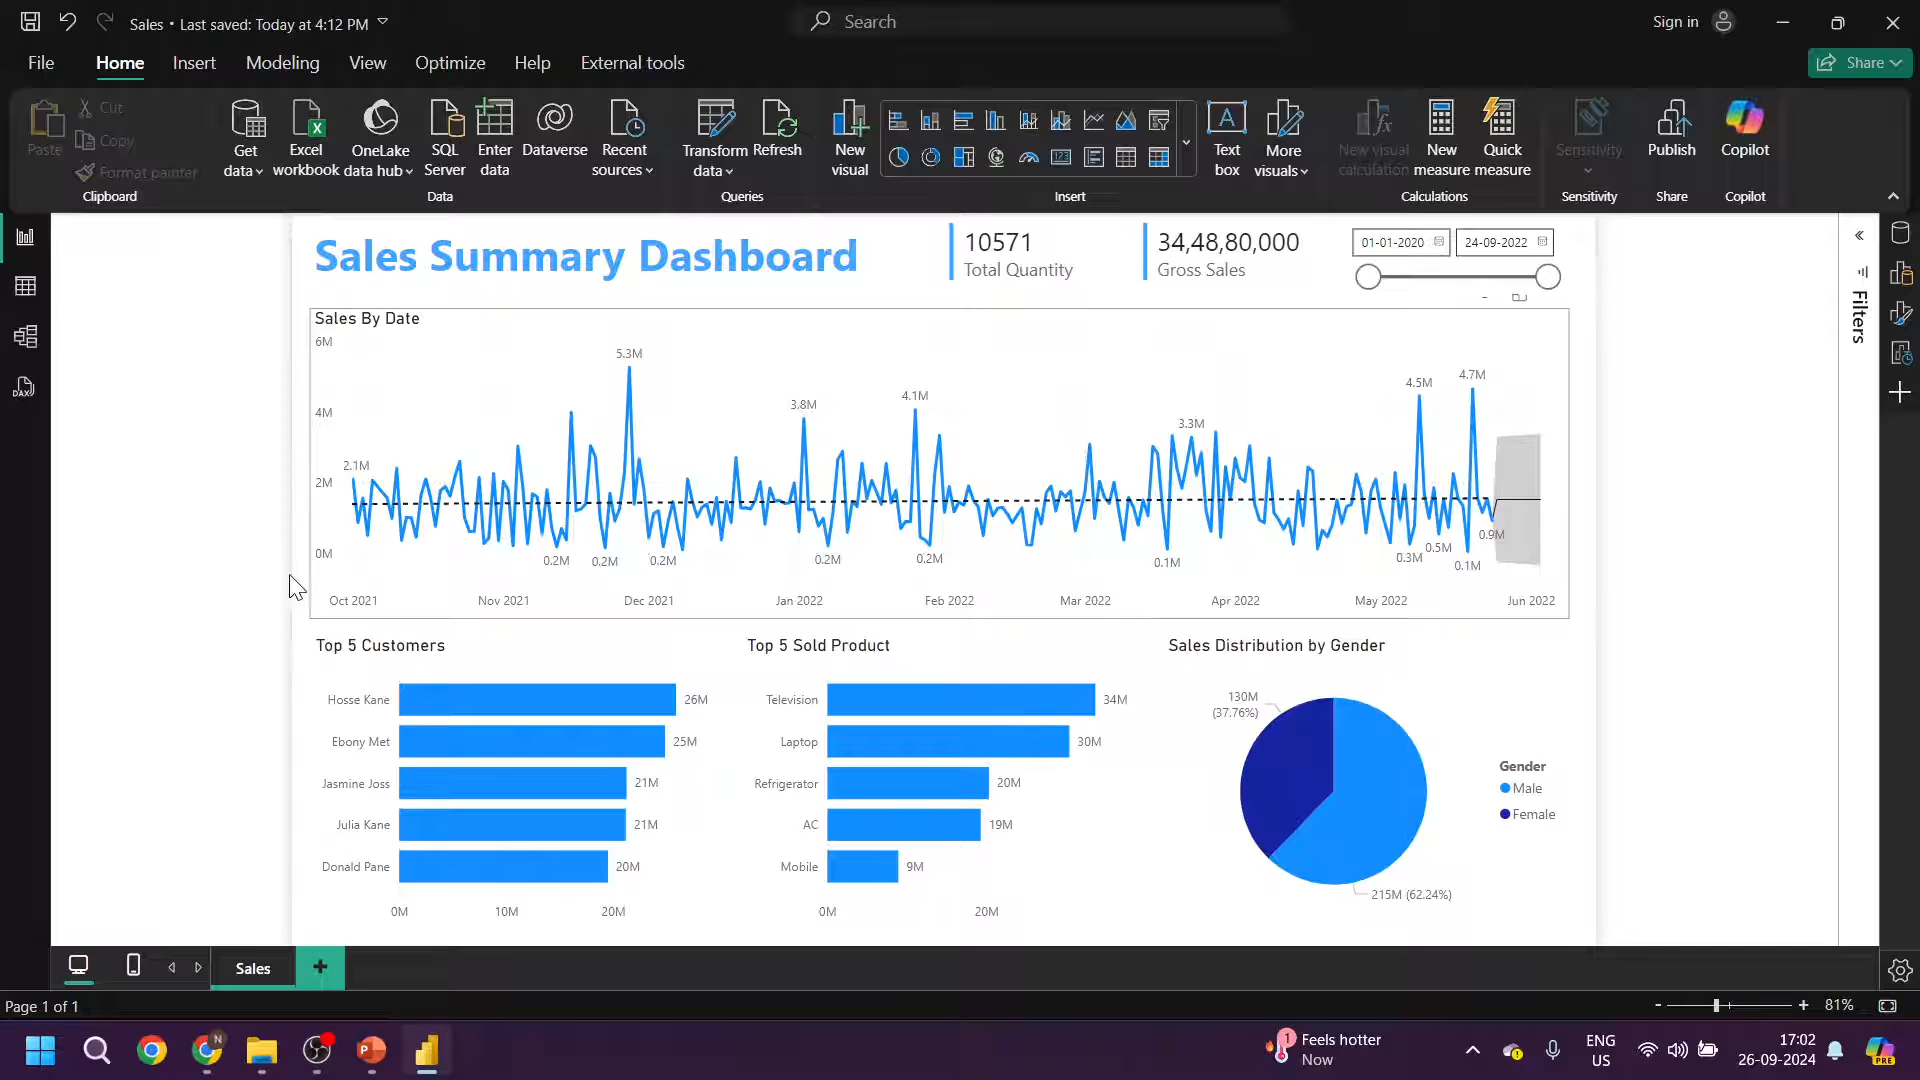 Sales • Last saved: Today at 4:12 PM
Search
Sign in
File Home Insert Modeling View Optimize Help External tools
Share
Paste
Cut
Copy
Format painter
Get data
Excel workbook
OneLake data hub
SQL Server
Enter data
Dataverse
Recent sources
Transform data
Refresh
New visual
Text box
More visuals
New visual calculation
New measure
Quick measure
Sensitivity
Publish
Copilot
Clipboard Data Queries Insert Calculations Sensitivity Share Copilot
Sales Summary Dashboard
10571
Total Quantity
34,48,80,000
Gross Sales
01-01-2020 24-09-2022
Filters
Sales By Date
6M
4M
2M
0M
2.1M
5.3M
3.8M
4.1M
3.3M
4.5M
4.7M
0.2M
0.2M
0.2M
0.2M
0.2M
0.1M
0.3M
0.5M
0.1M
0.9M
Oct 2021 Nov 2021 Dec 2021 Jan 2022 Feb 2022 Mar 2022 Apr 2022 May 2022 Jun 2022
Top 5 Customers
Hosse Kane 26M
Ebony Met 25M
Jasmine Joss 21M
Julia Kane 21M
Donald Pane 20M
0M 10M 20M
Top 5 Sold Product
Television 34M
Laptop 30M
Refrigerator 20M
AC 19M
Mobile 9M
0M 20M
Sales Distribution by Gender
130M
(37.76%)
215M (62.24%)
Gender
Male
Female
DAX
Sales
Page 1 of 1
- + 81%
N
P
1
Feels hotter
Now
ENG
US
17:02
26-09-2024
PRE